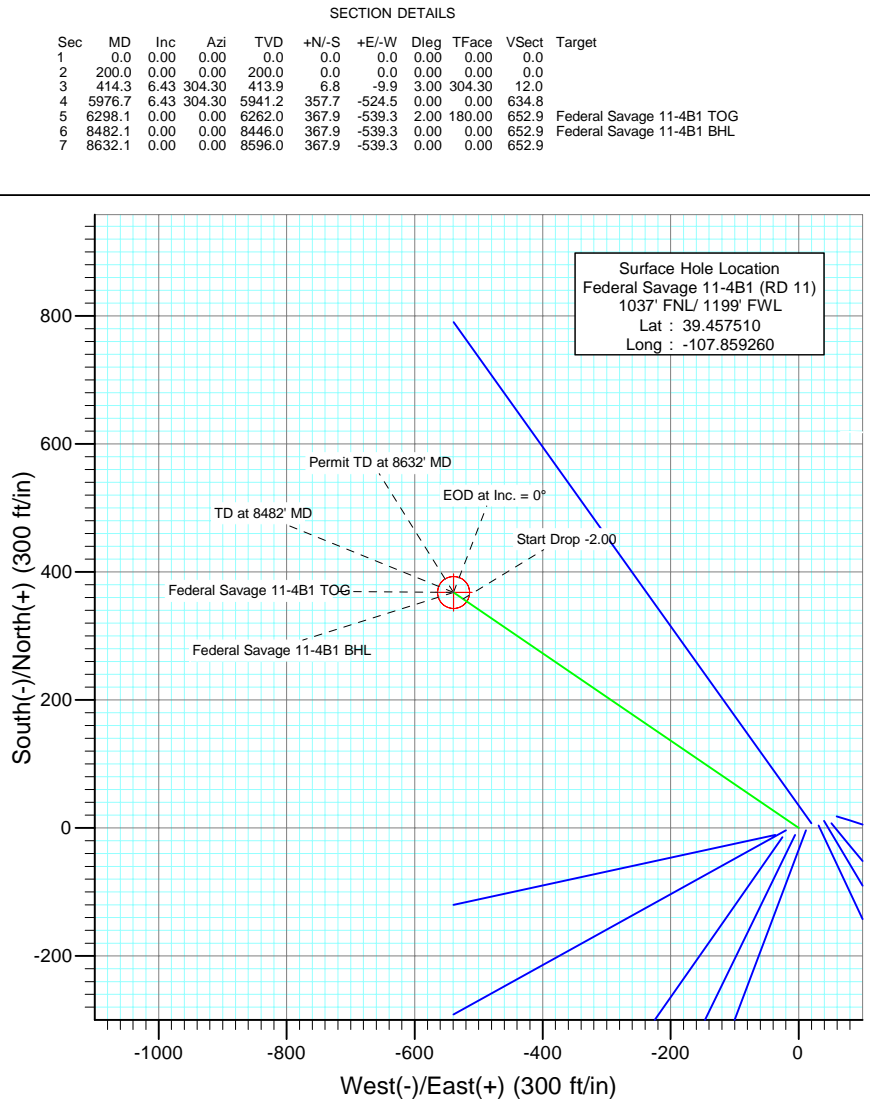 SECTION DETAILS
Sec MD Inc Azi TVD +N/-S +E/-W Dleg TFace VSect Target
1 0.0 0.00 0.00 0.0 0.0 0.0 0.00 0.00 0.0
2 200.0 0.00 0.00 200.0 0.0 0.0 0.00 0.00 0.0
3 414.3 6.43 304.30 413.9 6.8 -9.9 3.00 304.30 12.0
4 5976.7 6.43 304.30 5941.2 357.7 -524.5 0.00 0.00 634.8
5 6298.1 0.00 0.00 6262.0 367.9 -539.3 2.00 180.00 652.9 Federal Savage 11-4B1 TOG
6 8482.1 0.00 0.00 8446.0 367.9 -539.3 0.00 0.00 652.9 Federal Savage 11-4B1 BHL
7 8632.1 0.00 0.00 8596.0 367.9 -539.3 0.00 0.00 652.9
Surface Hole Location
Federal Savage 11-4B1 (RD 11)
1037' FNL/ 1199' FWL
Lat : 39.457510
Long : -107.859260
800
600
400
200
0
-200
South(-)/North(+) (300 ft/in)
Permit TD at 8632' MD
EOD at Inc. = 0°
TD at 8482' MD
Start Drop -2.00
Federal Savage 11-4B1 TOG
Federal Savage 11-4B1 BHL
-1000 -800 -600 -400 -200 0
West(-)/East(+) (300 ft/in)